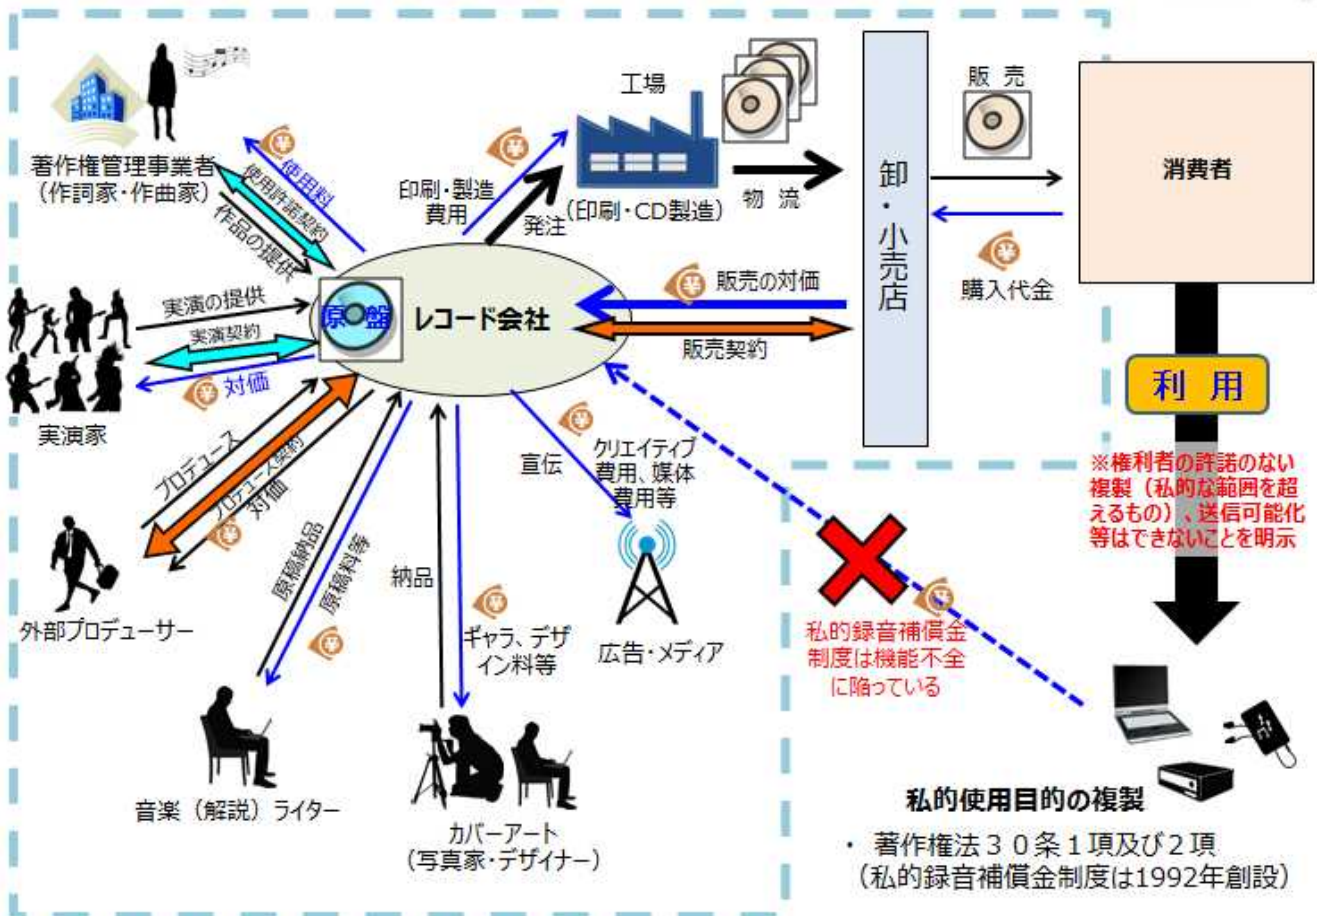 著作権管理事業者
（作詞家・作曲家）
使用料
使用許諾契約
作品の提供
印刷・製造
費用
発注
工場
（印刷・CD製造）
物 流
卸・小売店
販 売
購入代金
消費者
実演の提供
実演契約
対価
実演家
原 盤
レコード会社
販売の対価
販売契約
利 用
※権利者の許諾のない
複製（私的な範囲を超
えるもの）、送信可能化
等はできないことを明示
プロデュース
プロデュース契約
対価
外部プロデューサー
原稿納品
原稿料等
音楽（解説）ライター
納品
ギャラ、デザ
イン料等
カバーアート
（写真家・デザイナー）
宣伝
クリエイティブ
費用、媒体
費用等
広告・メディア
私的録音補償金
制度は機能不全
に陥っている
私的使用目的の複製
・ 著作権法３０条１項及び２項
（私的録音補償金制度は1992年創設）